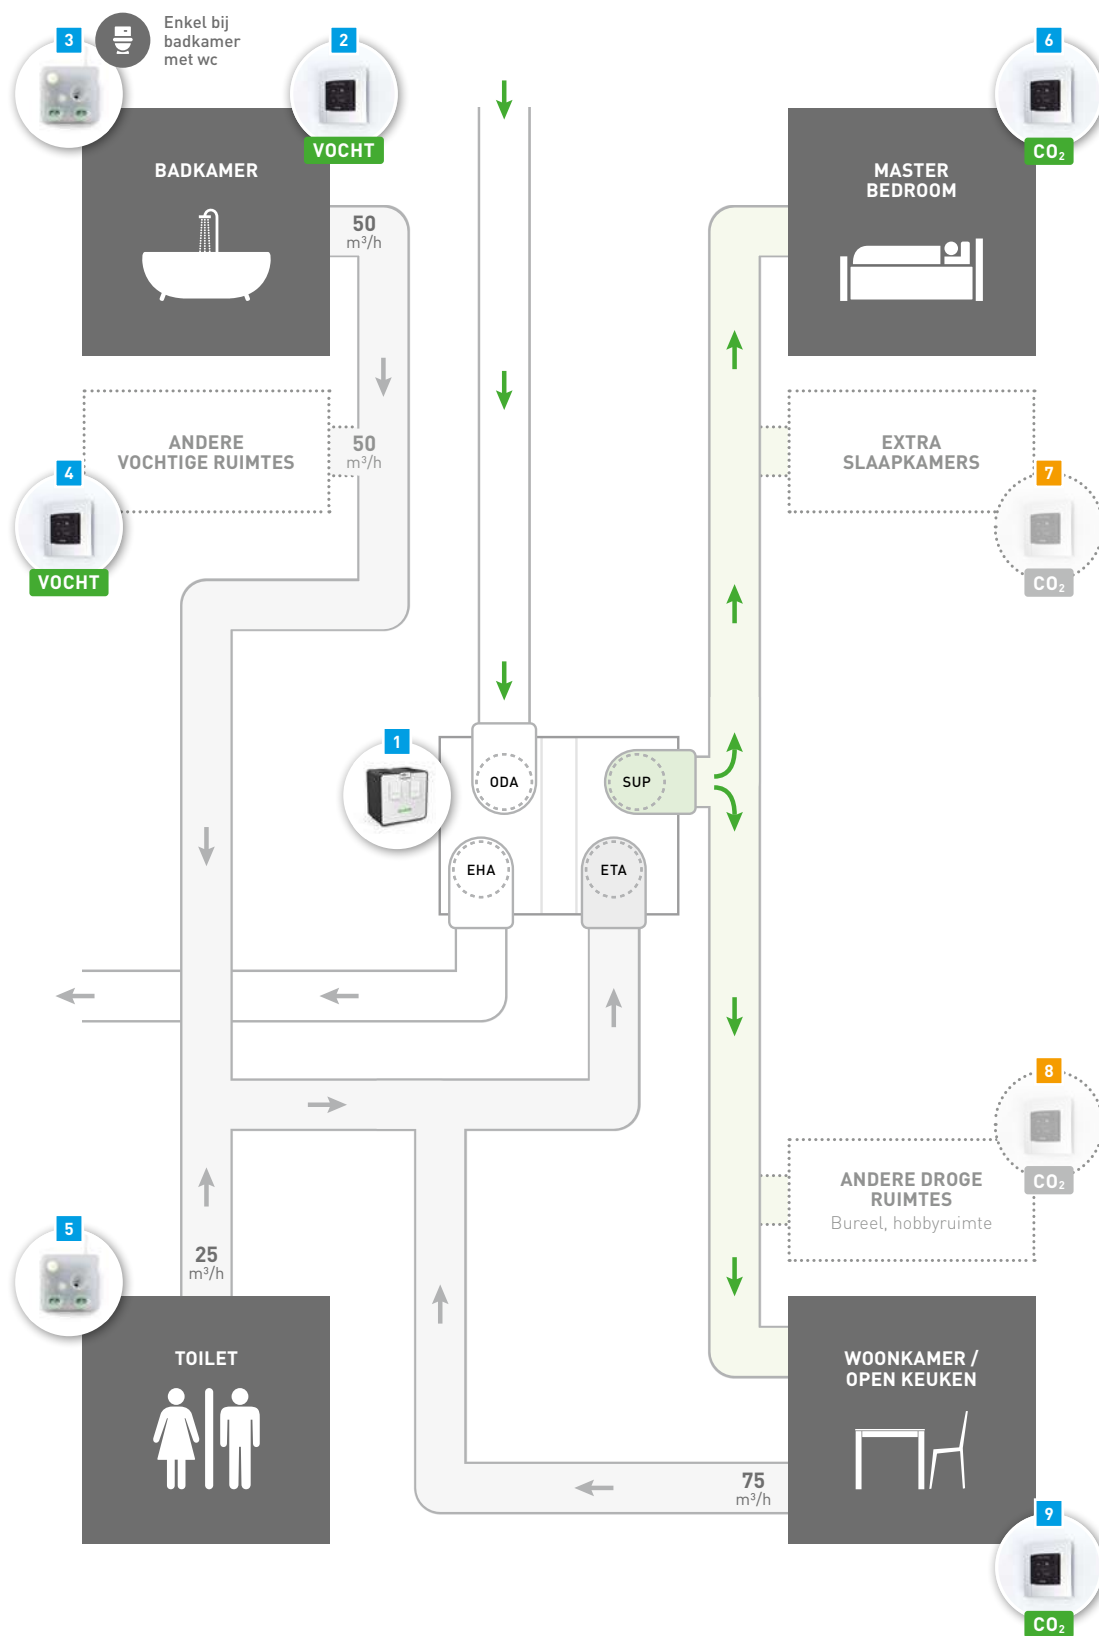 3
Enkel bij
badkamer
met wc
2
VOCHT
BADKAMER
50
m³/h
6
CO₂
MASTER
BEDROOM
ANDERE
VOCHTIGE RUIMTES
50
m³/h
4
VOCHT
EXTRA
SLAAPKAMERS
7
CO₂
1
ODA
SUP
EHA
ETA
8
CO₂
ANDERE DROGE
RUIMTES
Bureel, hobbyruimte
5
25
m³/h
TOILET
WOONKAMER /
OPEN KEUKEN
75
m³/h
9
CO₂